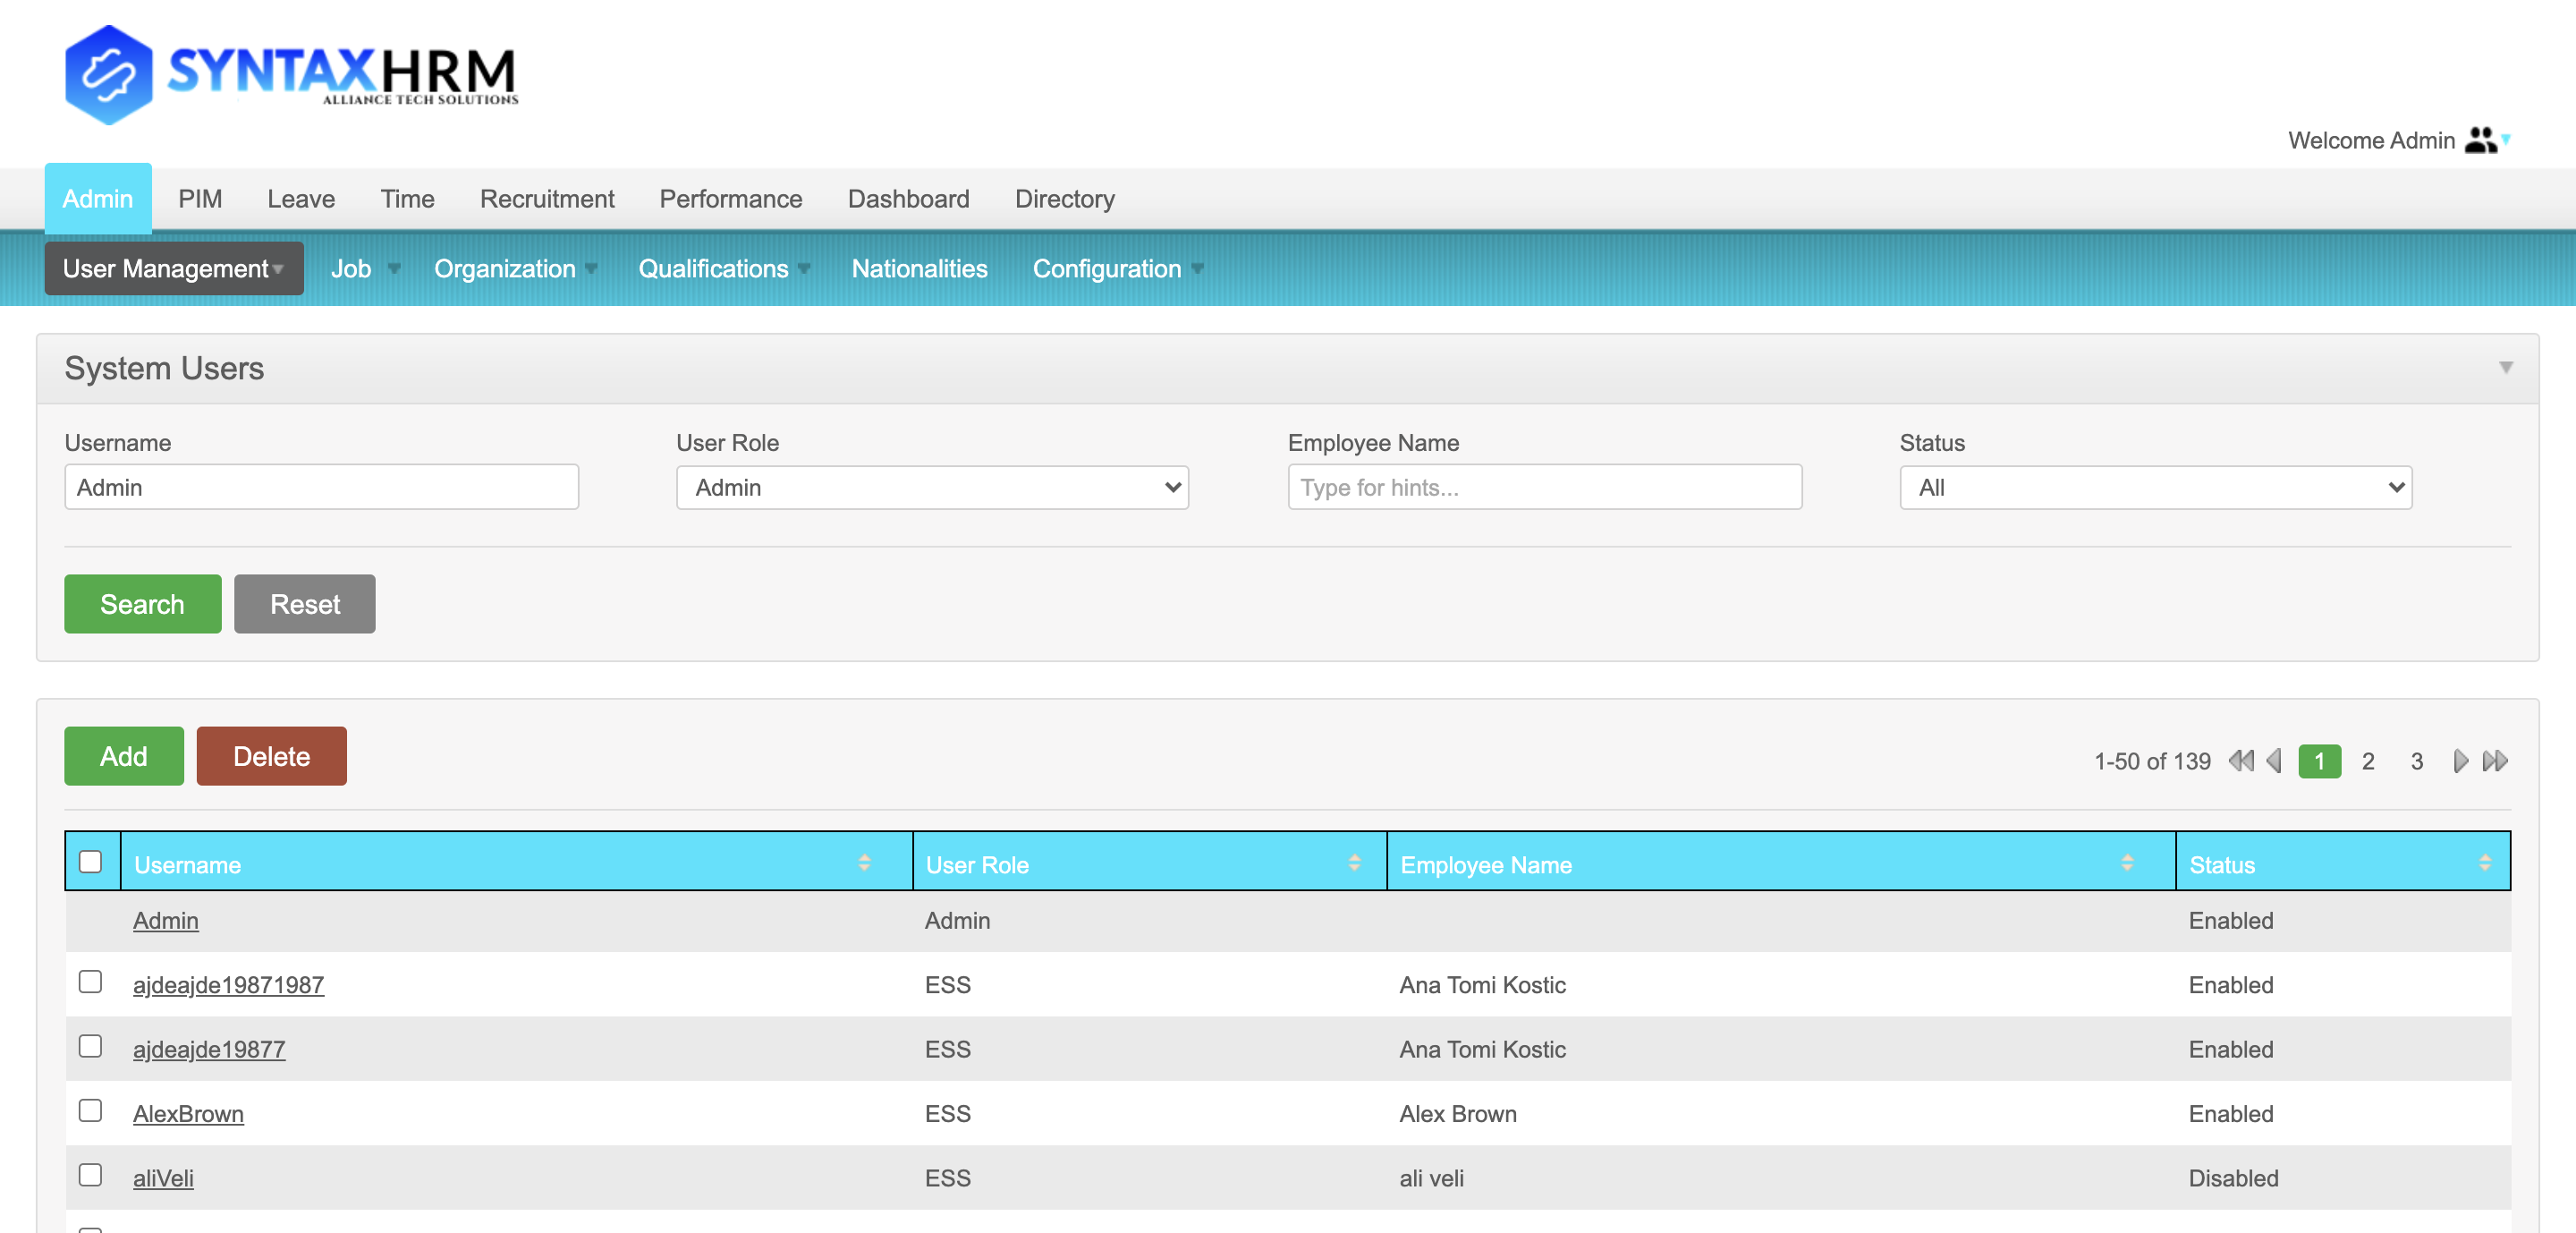 SYNTAXHRM
ALLIANCE TECH SOLUTIONS
Welcome Admin
Admin PIM Leave Time Recruitment Performance Dashboard Directory
User Management Job Organization Qualifications Nationalities Configuration
System Users
Username User Role Employee Name Status
Admin Admin Type for hints... All
Search Reset
Add Delete 1-50 of 139 1 2 3
Username User Role Employee Name Status
Admin Admin Enabled
ajdeajde19871987 ESS Ana Tomi Kostic Enabled
ajdeajde19877 ESS Ana Tomi Kostic Enabled
AlexBrown ESS Alex Brown Enabled
aliVeli ESS ali veli Disabled